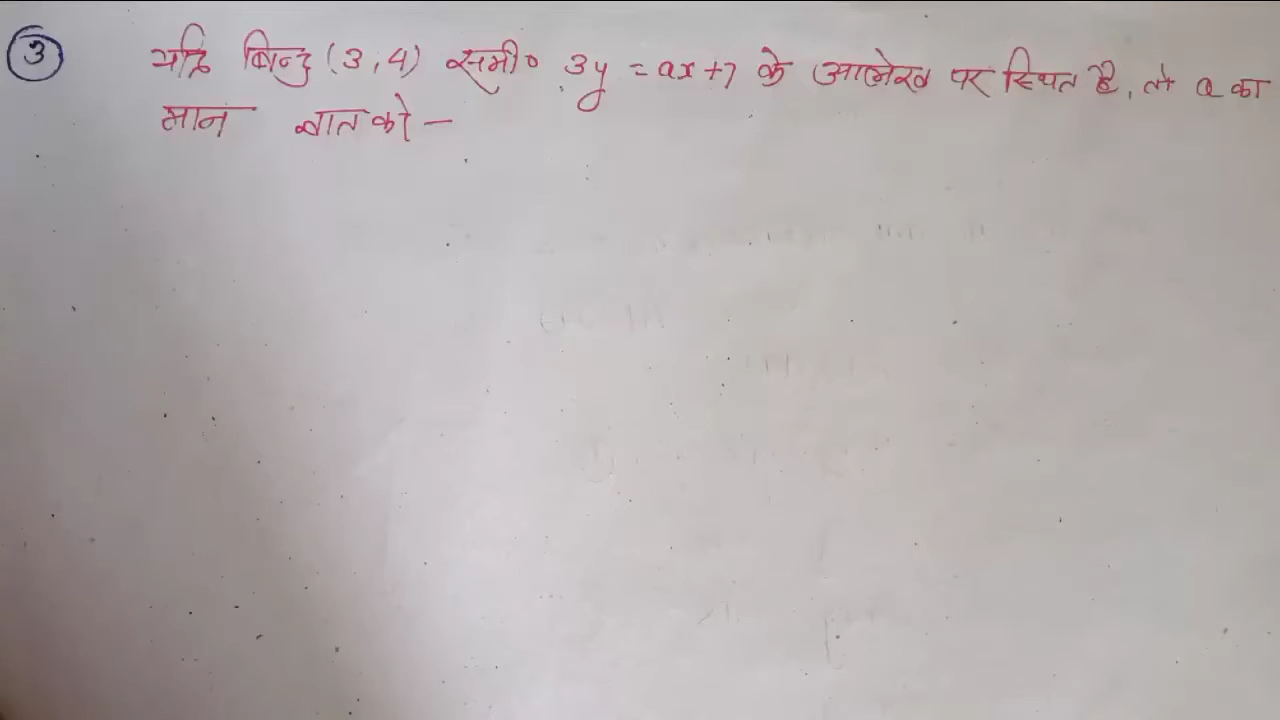 ③ यदि बिन्दु (3,4) समी० 3y = ax+7 के आलेख पर स्थित है, तो a का
मान ज्ञात करो —